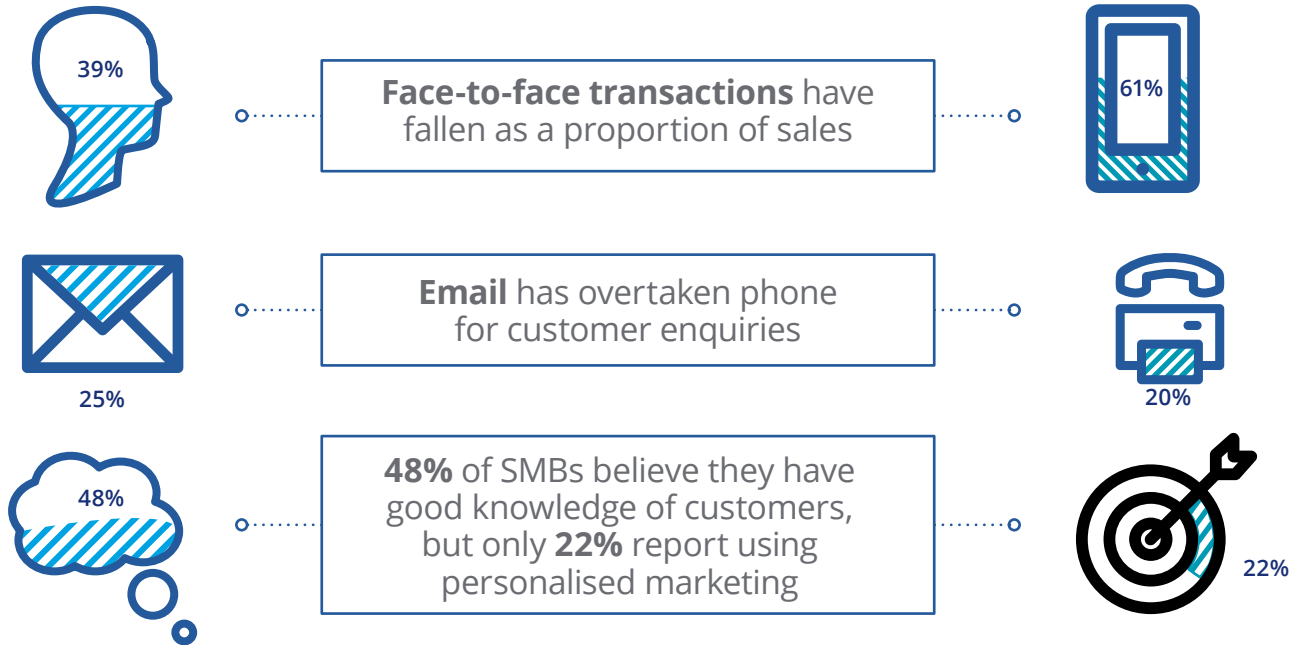 39%
Face-to-face transactions have
fallen as a proportion of sales
61%
Email has overtaken phone
for customer enquiries
25%
20%
48%
48% of SMBs believe they have
good knowledge of customers,
but only 22% report using
personalised marketing
22%